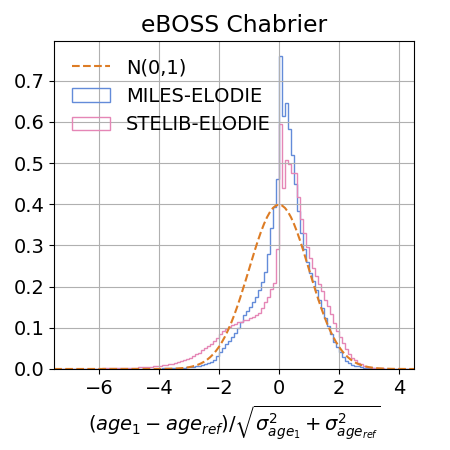 eBOSS Chabrier
N(0,1)
MILES-ELODIE
STELIB-ELODIE
0.7
0.6
0.5
0.4
0.3
0.2
0.1
0.0
−6 −4 −2 0 2 4
(age₁ − age_ref)/√σ²_age₁ + σ²_age_ref